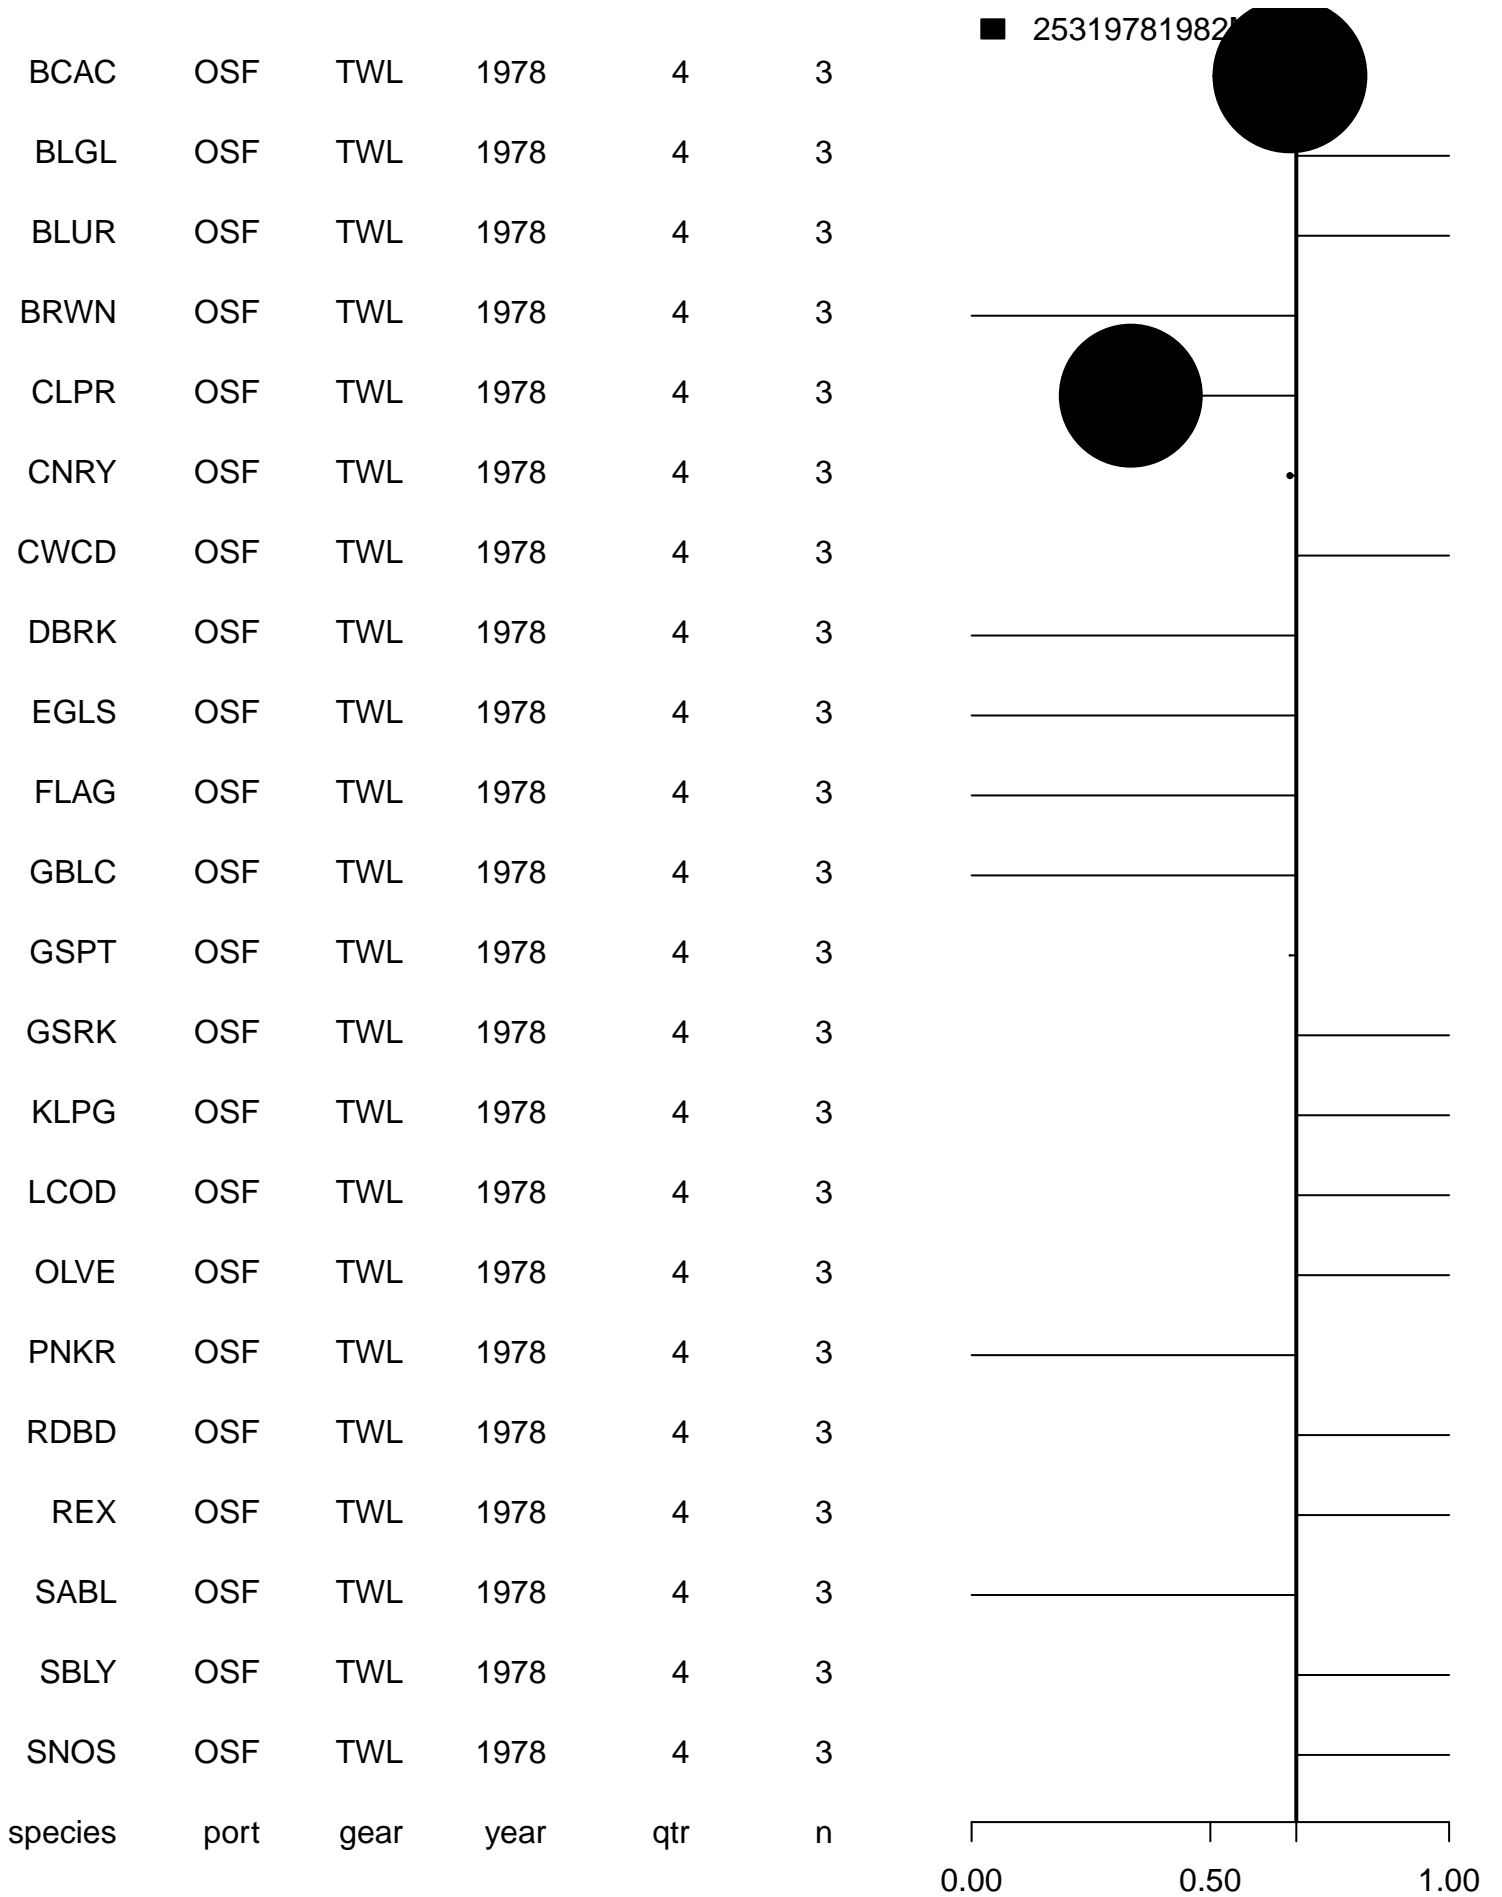 25319781982
BCAC OSF TWL 1978 4 3
BLGL OSF TWL 1978 4 3
BLUR OSF TWL 1978 4 3
BRWN OSF TWL 1978 4 3
CLPR OSF TWL 1978 4 3
CNRY OSF TWL 1978 4 3
CWCD OSF TWL 1978 4 3
DBRK OSF TWL 1978 4 3
EGLS OSF TWL 1978 4 3
FLAG OSF TWL 1978 4 3
GBLC OSF TWL 1978 4 3
GSPT OSF TWL 1978 4 3
GSRK OSF TWL 1978 4 3
KLPG OSF TWL 1978 4 3
LCOD OSF TWL 1978 4 3
OLVE OSF TWL 1978 4 3
PNKR OSF TWL 1978 4 3
RDBD OSF TWL 1978 4 3
REX OSF TWL 1978 4 3
SABL OSF TWL 1978 4 3
SBLY OSF TWL 1978 4 3
SNOS OSF TWL 1978 4 3
species port gear year qtr n
0.00 0.50 1.00